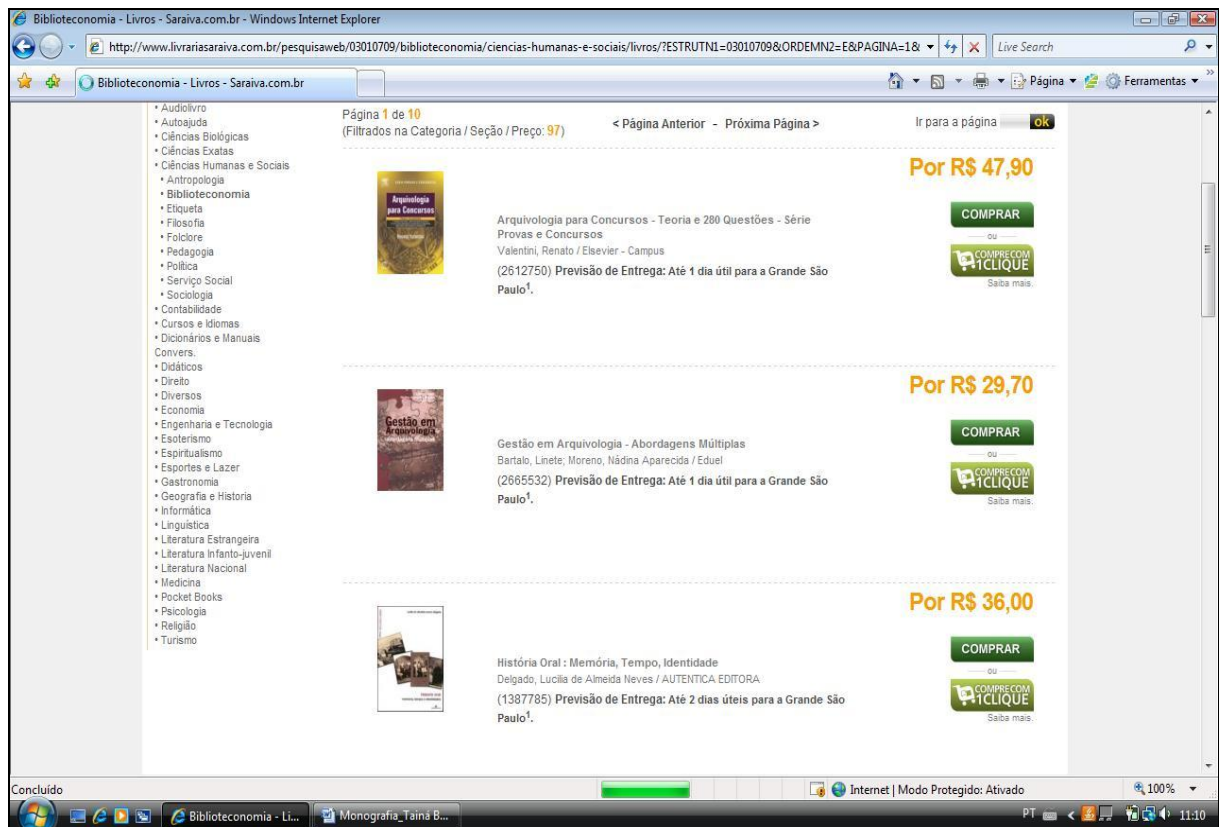 Biblioteconomia - Livros - Saraiva.com.br - Windows Internet Explorer
http://www.livrariasaraiva.com.br/pesquisaweb/03010709/biblioteconomia/ciencias-humanas-e-sociais/livros/?ESTRUTN1=03010709&ORDEMN2=E&PAGINA=1&
Live Search
Biblioteconomia - Livros - Saraiva.com.br
Página
Ferramentas
• Audiolivro
• Autoajuda
• Ciências Biológicas
• Ciências Exatas
• Ciências Humanas e Sociais
• Antropologia
• Biblioteconomia
• Etiqueta
• Filosofia
• Folclore
• Pedagogia
• Política
• Serviço Social
• Sociologia
• Contabilidade
• Cursos e Idiomas
• Dicionários e Manuais
Convers.
• Didáticos
• Direito
• Diversos
• Economia
• Engenharia e Tecnologia
• Esoterismo
• Espiritualismo
• Esportes e Lazer
• Gastronomia
• Geografia e Historia
• Informática
• Linguística
• Literatura Estrangeira
• Literatura Infanto-juvenil
• Literatura Nacional
• Medicina
• Pocket Books
• Psicologia
• Religião
• Turismo
Página 1 de 10
(Filtrados na Categoria / Seção / Preço: 97)
< Página Anterior - Próxima Página >
Ir para a página ok
Arquivologia
para Concursos
Arquivologia para Concursos - Teoria e 280 Questões - Série
Provas e Concursos
Valentini, Renato / Elsevier - Campus
(2612750) Previsão de Entrega: Até 1 dia útil para a Grande São
Paulo¹.
Por R$ 47,90
COMPRAR
ou
COMPRE COM
1CLIQUE
Saiba mais.
Gestão em
Arquivologia
Gestão em Arquivologia - Abordagens Múltiplas
Bartalo, Linete; Moreno, Nádina Aparecida / Eduel
(2665532) Previsão de Entrega: Até 1 dia útil para a Grande São
Paulo¹.
Por R$ 29,70
COMPRAR
ou
COMPRE COM
1CLIQUE
Saiba mais.
História Oral : Memória, Tempo, Identidade
Delgado, Lucilia de Almeida Neves / AUTENTICA EDITORA
(1387785) Previsão de Entrega: Até 2 dias úteis para a Grande São
Paulo¹.
Por R$ 36,00
COMPRAR
ou
COMPRE COM
1CLIQUE
Saiba mais.
Concluído
Internet | Modo Protegido: Ativado
100%
Biblioteconomia - Li...
Monografia_Tainá B...
PT
11:10